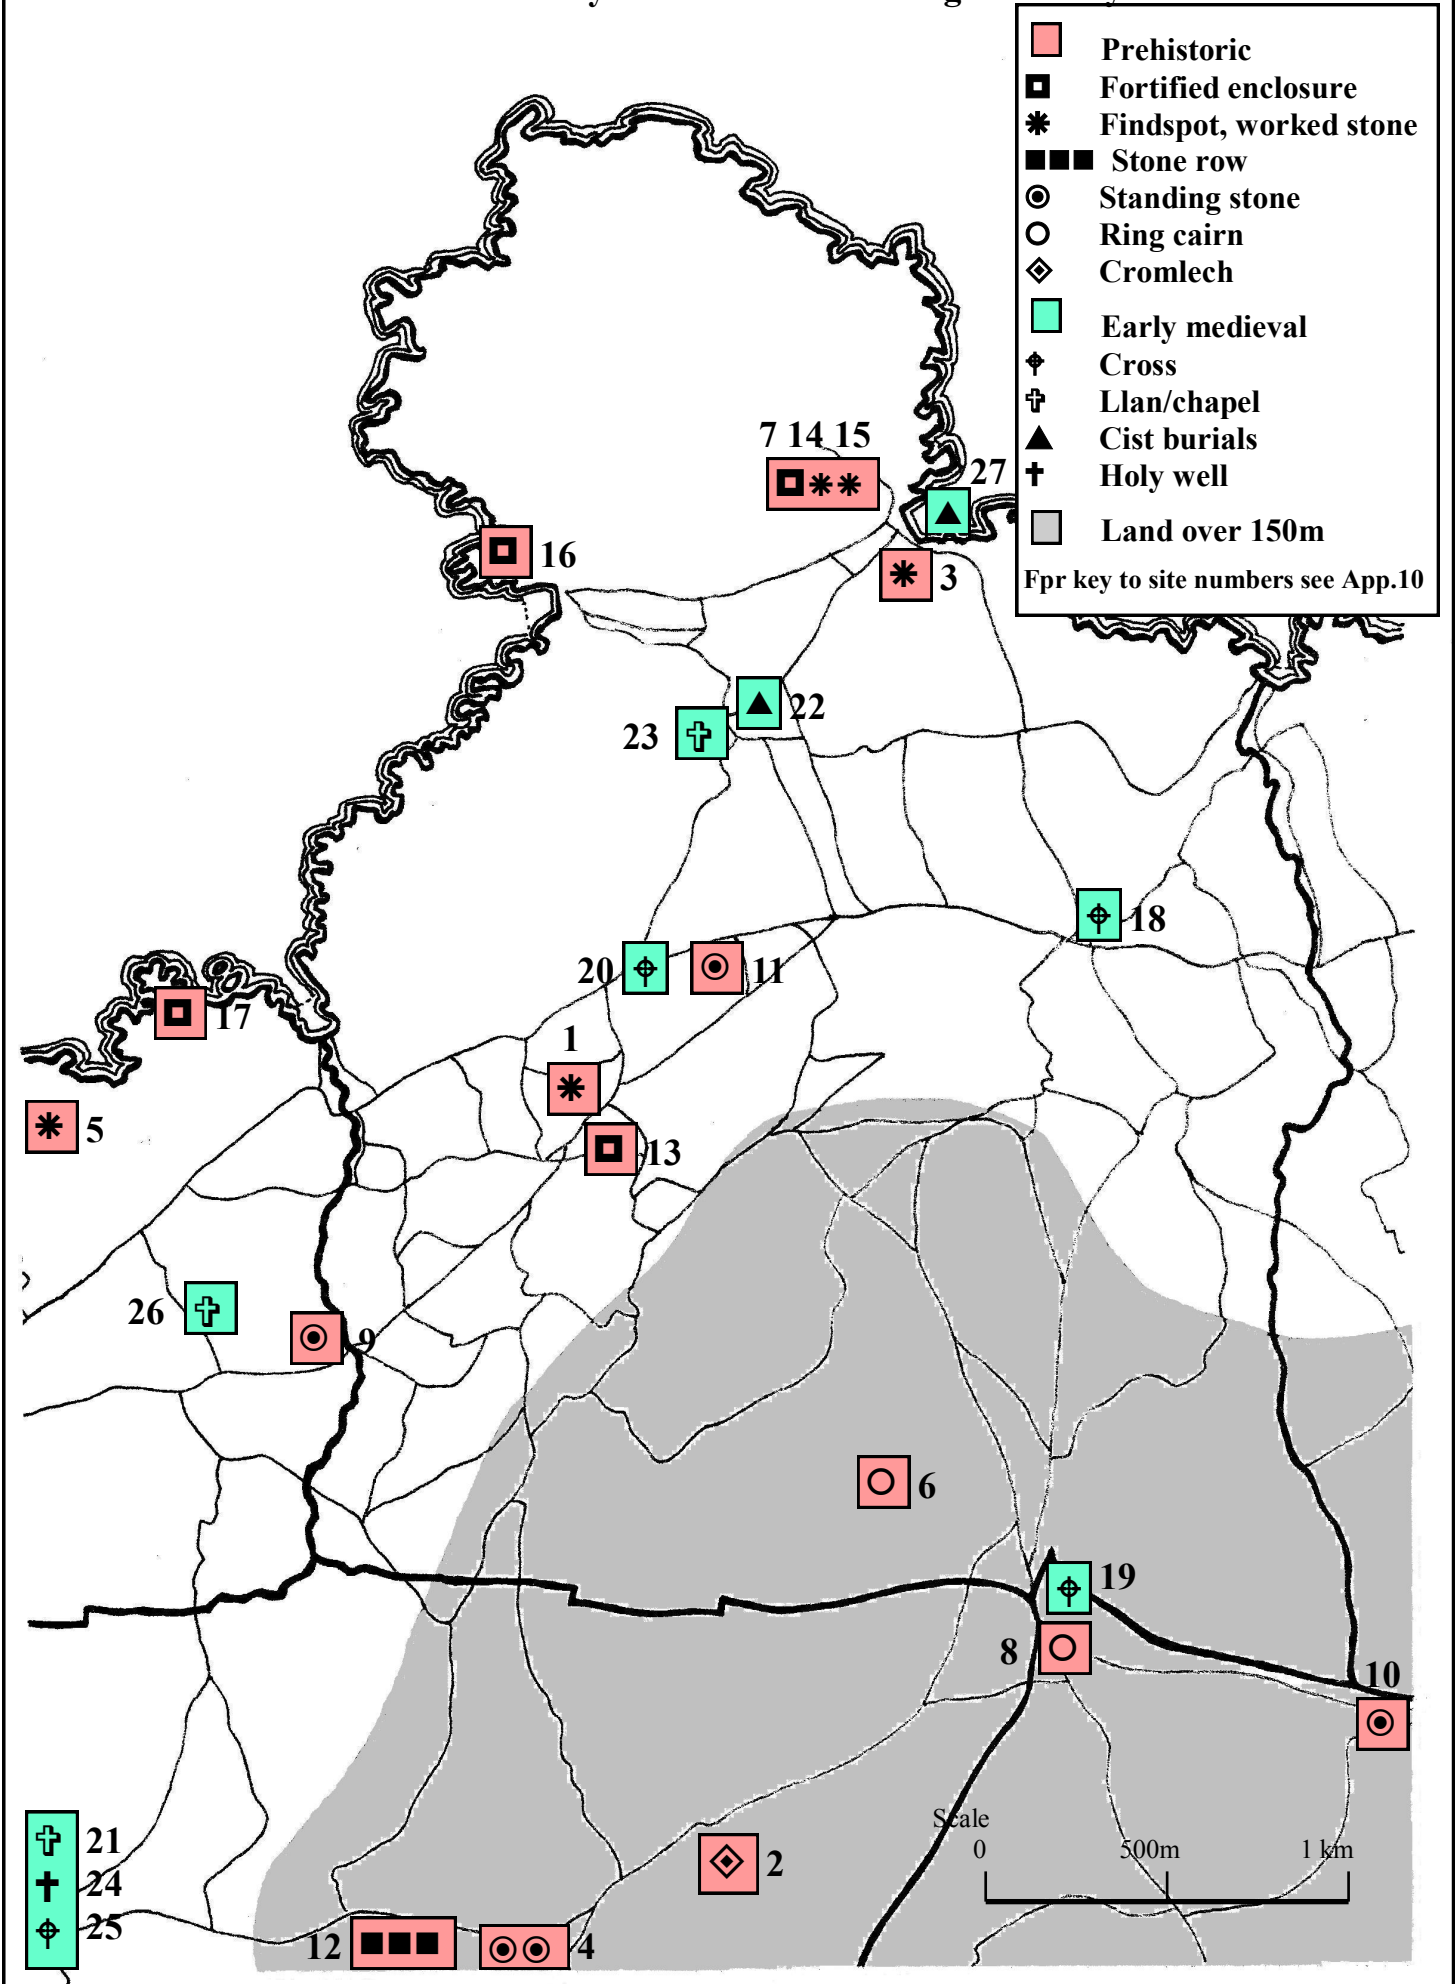 Prehistoric
Fortified enclosure
Findspot, worked stone
Stone row
Standing stone
Ring cairn
Cromlech
Early medieval
Cross
Llan/chapel
Cist burials
Holy well
Land over 150m
Fpr key to site numbers see App.10
7 14 15
27
16
3
22
23
18
20
11
17
1
5
13
26
9
6
19
8
10
Scale
0 500m 1 km
21
24
25
2
12
4